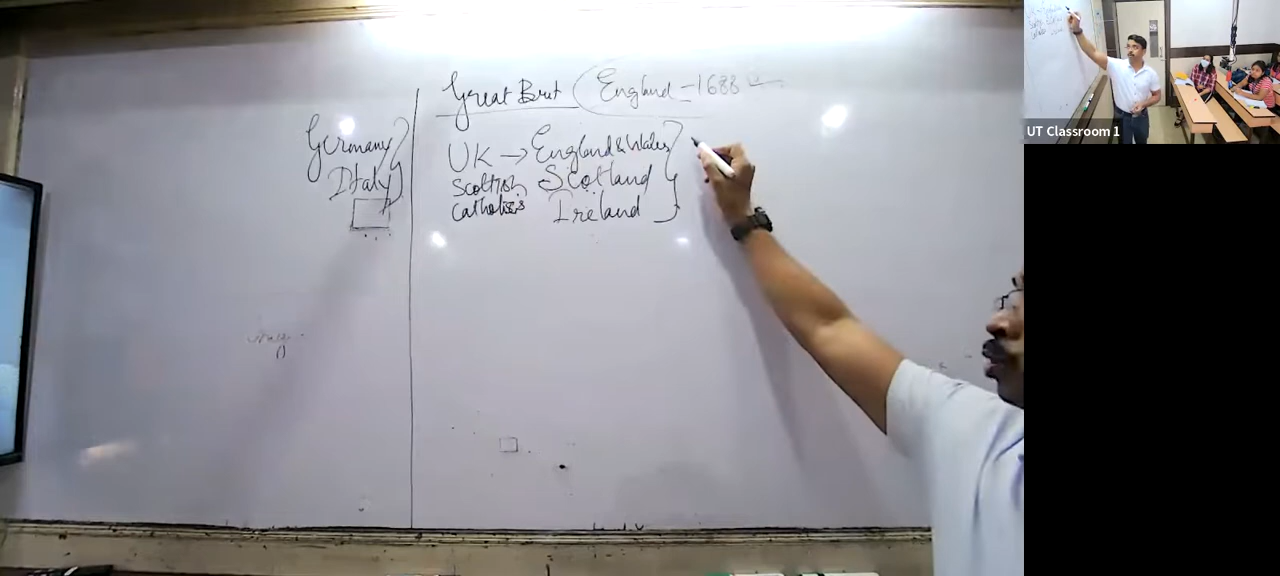 Great Brit (England - 1688
Germany
Italy
UK → England & Wales
Scottish Scotland
Catholics Ireland
UT Classroom 1